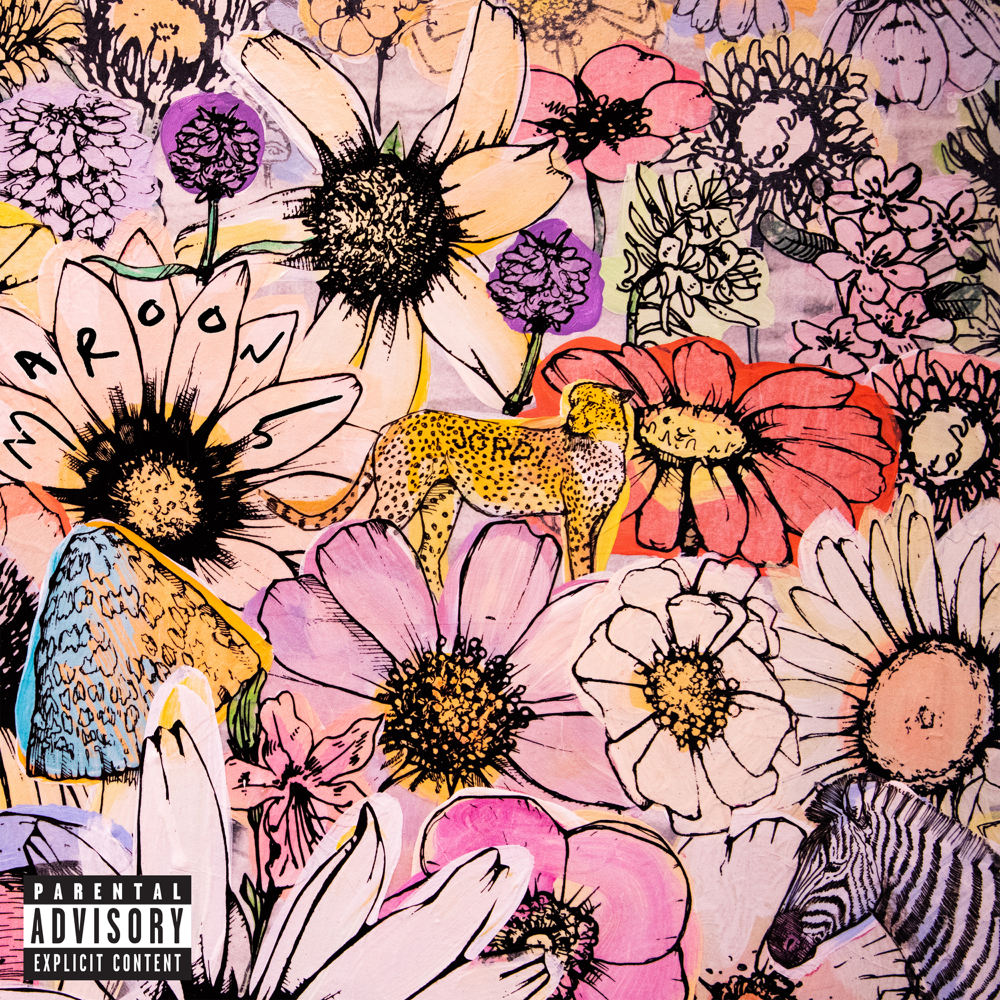 MAROON 5
JORDI
PARENTAL
ADVISORY
EXPLICIT CONTENT